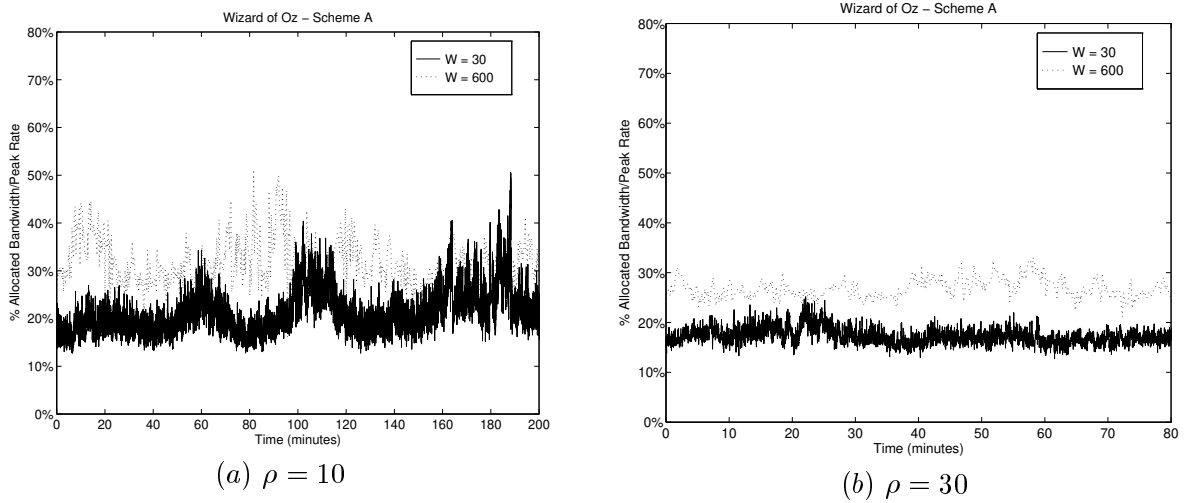 Wizard of Oz – Scheme A
80%
70%
60%
50%
40%
30%
20%
10%
0%
% Allocated Bandwidth/Peak Rate
W = 30
W = 600
0 20 40 60 80 100 120 140 160 180 200
Time (minutes)
(a) ρ = 10
Wizard of Oz – Scheme A
80%
70%
60%
50%
40%
30%
20%
10%
0%
% Allocated Bandwidth/Peak Rate
W = 30
W = 600
0 10 20 30 40 50 60 70 80
Time (minutes)
(b) ρ = 30